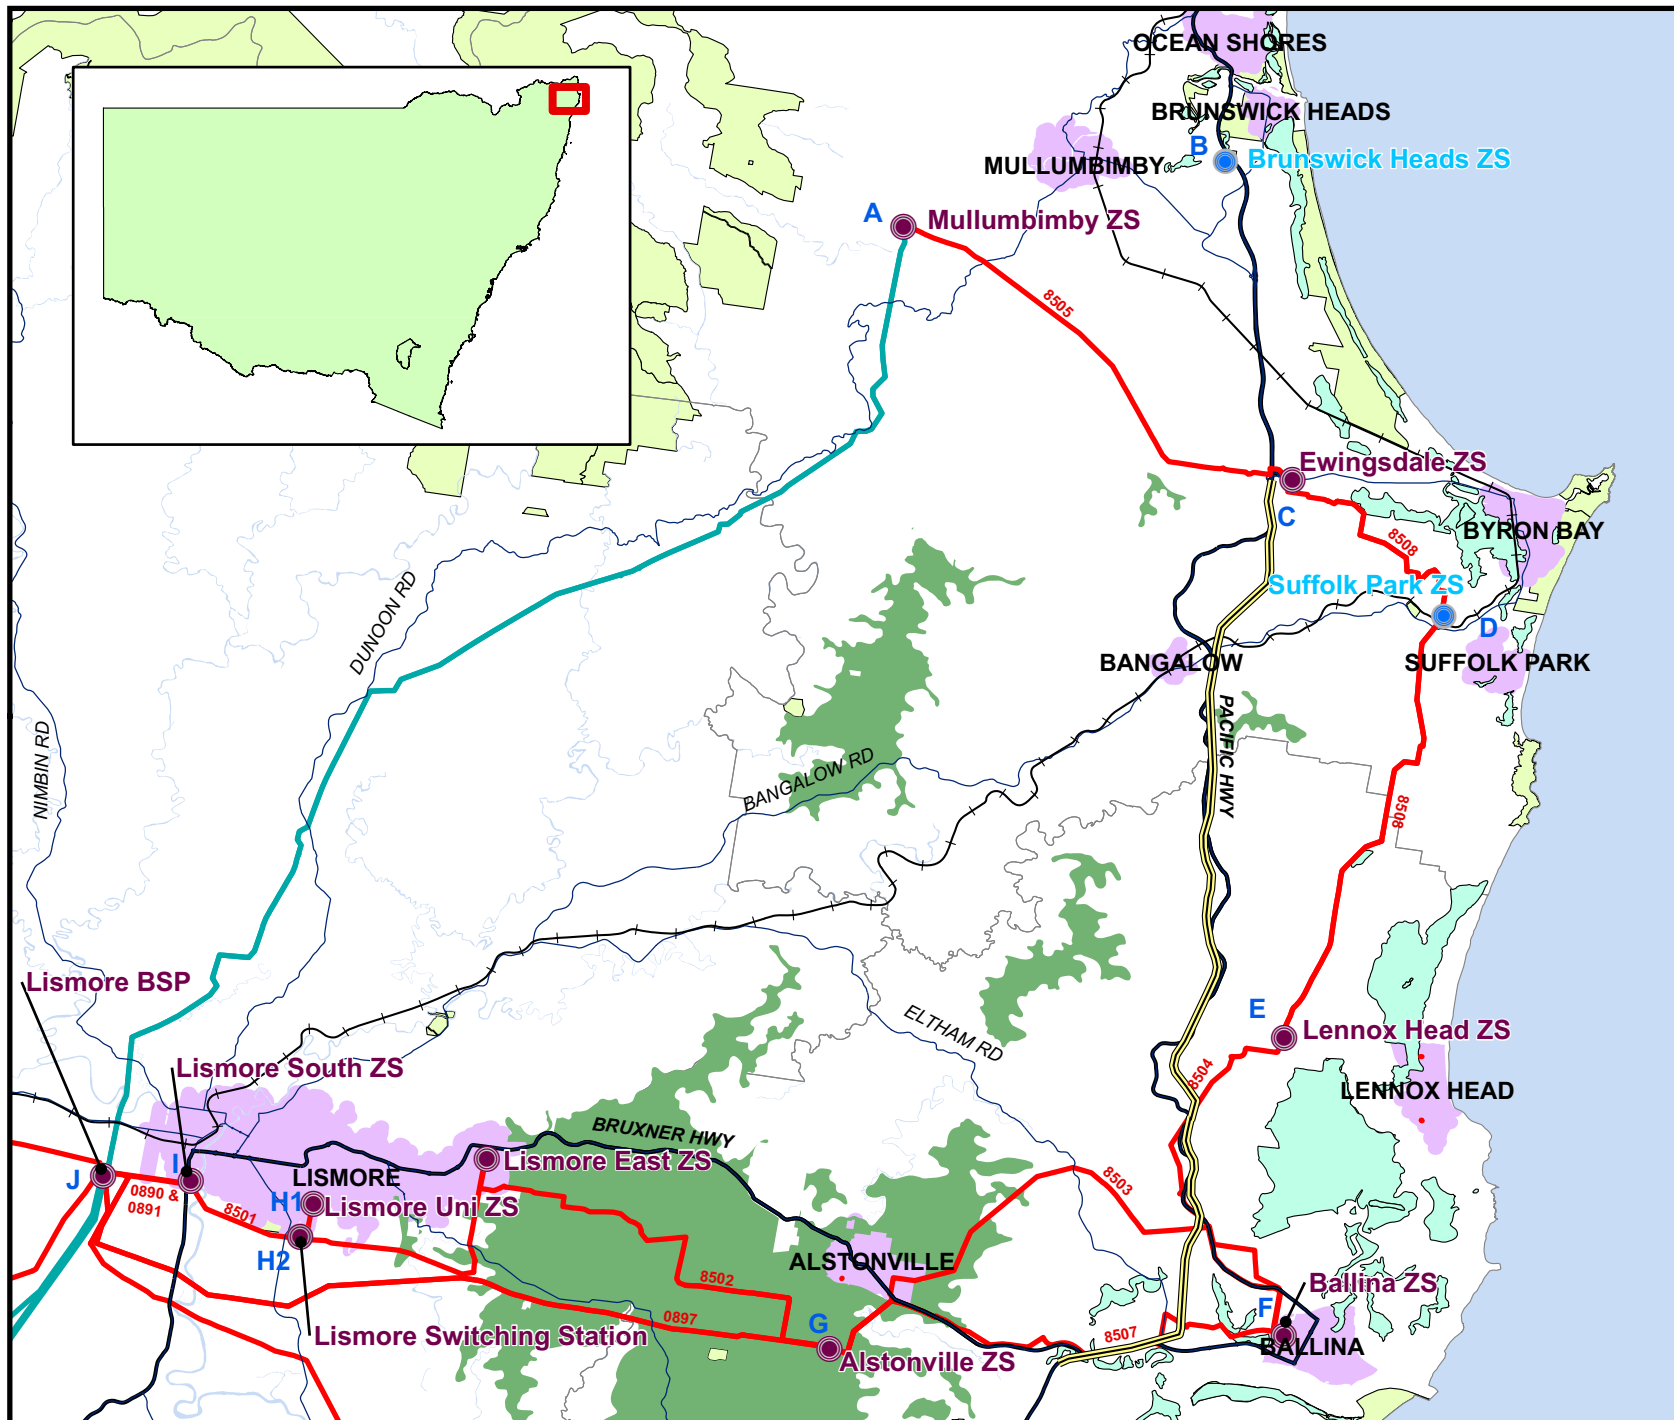 OCEAN SHORES
BRUNSWICK HEADS
B
Brunswick Heads ZS
MULLUMBIMBY
A
Mullumbimby ZS
8505
Ewingsdale ZS
C
BYRON BAY
8508
Suffolk Park ZS
D
DUNOON RD
BANGALOW
SUFFOLK PARK
NIMBIN RD
PACIFIC HWY
BANGALOW RD
8508
Lismore BSP
E
ELTHAM RD
Lennox Head ZS
Lismore South ZS
8504
LENNOX HEAD
BRUXNER HWY
Lismore East ZS
J
I
LISMORE
8503
0890 &
0891
H1
Lismore Uni ZS
8501
H2
ALSTONVILLE
8502
Ballina ZS
F
0897
G
8507
Lismore Switching Station
BALLINA
Alstonville ZS